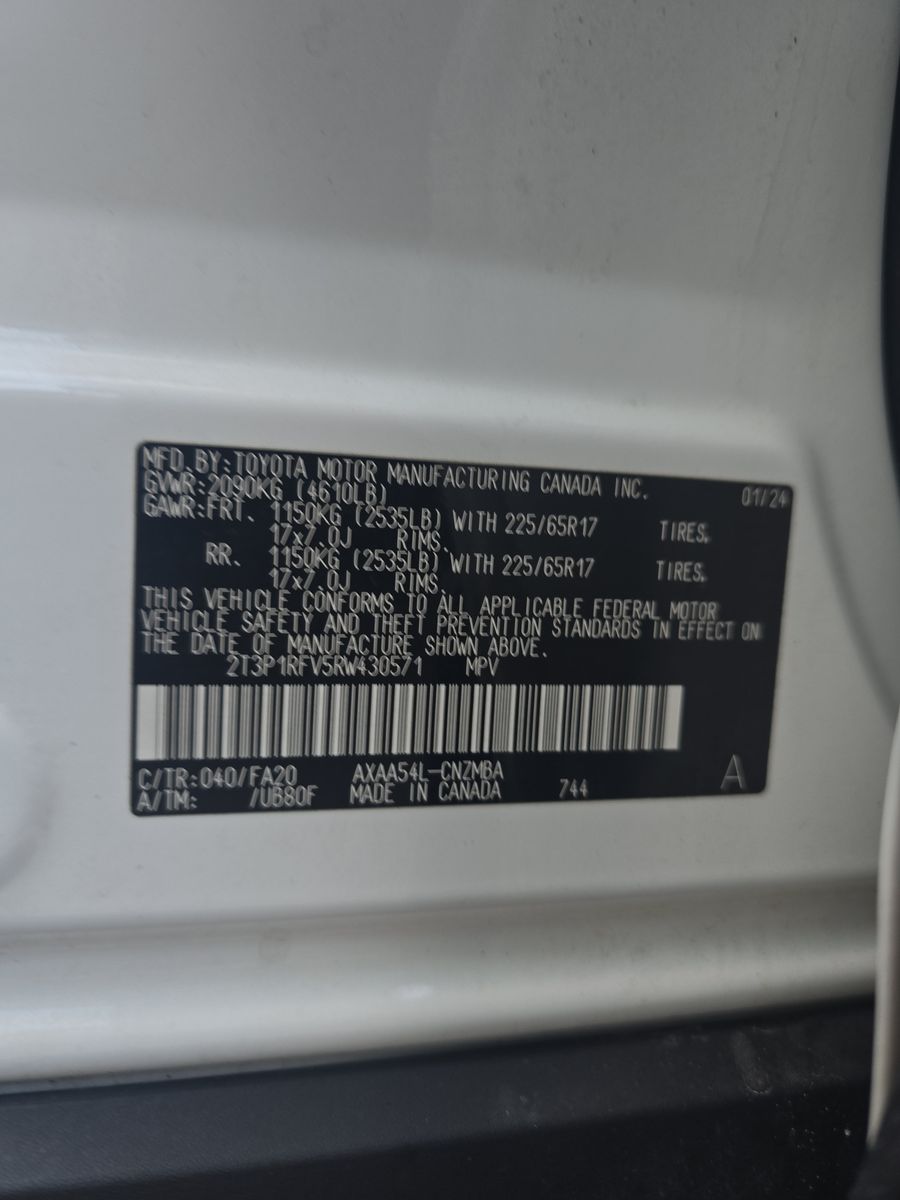 MFD. BY: TOYOTA MOTOR MANUFACTURING CANADA INC. 01/24
GVWR: 2090KG (4610LB)
GAWR: FRT. 1150KG (2535LB) WITH 225/65R17 TIRES,
17x7.0J RIMS.
RR. 1150KG (2535LB) WITH 225/65R17 TIRES,
17x7.0J RIMS.
THIS VEHICLE CONFORMS TO ALL APPLICABLE FEDERAL MOTOR
VEHICLE SAFETY AND THEFT PREVENTION STANDARDS IN EFFECT ON
THE DATE OF MANUFACTURE SHOWN ABOVE.
2T3P1RFV5RW430571 MPV
C/TR: 040/FA20 AXAA54L-CNZMBA A
A/TM: /UB80F MADE IN CANADA 744